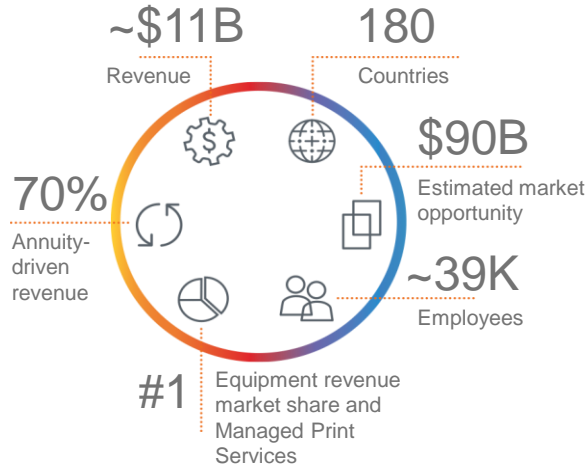 ~$11B
Revenue
180
Countries
$90B
Estimated market
opportunity
70%
Annuity-
driven
revenue
~39K
Employees
#1
Equipment revenue
market share and
Managed Print
Services
$